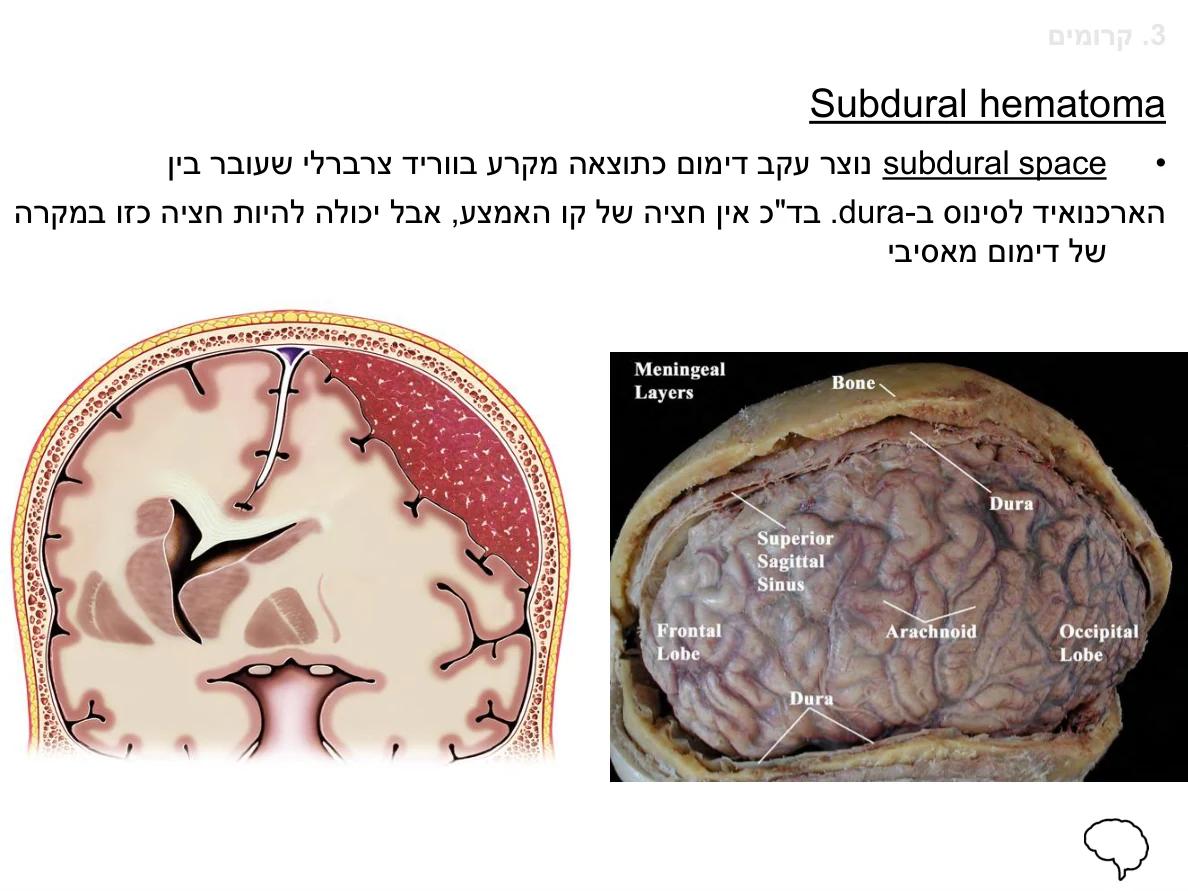 3. קרומים
Subdural hematoma
• subdural space נוצר עקב דימום כתוצאה מקרע בווריד צרברלי שעובר בין
הארכנואיד לסינוס ב-dura. בד"כ אין חציה של קו האמצע, אבל יכולה להיות חציה כזו במקרה
של דימום מאסיבי
Meningeal
Layers
Bone
Dura
Superior
Sagittal
Sinus
Frontal
Lobe
Arachnoid
Occipital
Lobe
Dura